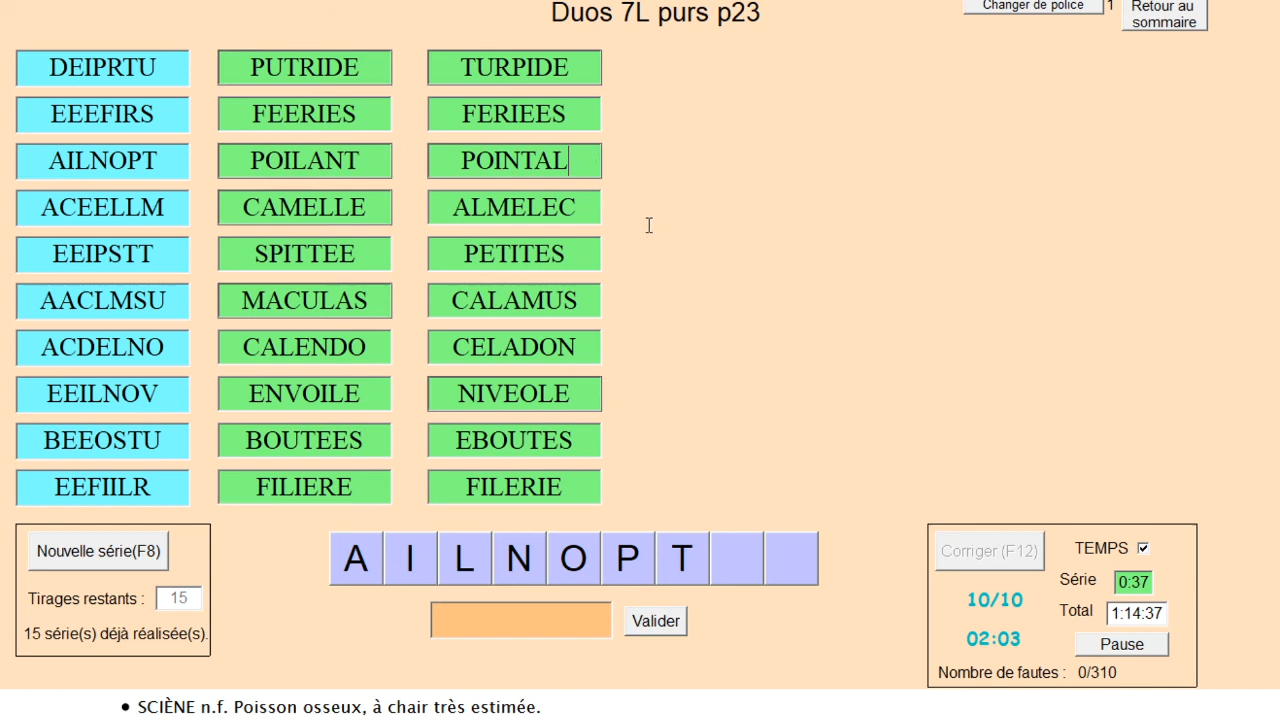 Duos 7L purs p23
Changer de police
1
Retour au
sommaire
DEIPRTU PUTRIDE TURPIDE
EEEFIRS FEERIES FERIEES
AILNOPT POILANT POINTAL
ACEELLM CAMELLE ALMELEC
EEIPSTT SPITTEE PETITES
AACLMSU MACULAS CALAMUS
ACDELNO CALENDO CELADON
EEILNOV ENVOILE NIVEOLE
BEEOSTU BOUTEES EBOUTES
EEFIILR FILIERE FILERIE
Nouvelle série(F8)
Tirages restants : 15
15 série(s) déjà réalisée(s).
A I L N O P T
Valider
Corriger (F12)
TEMPS
Série 0:37
10/10
Total 1:14:37
02:03
Pause
Nombre de fautes : 0/310
• SCIÈNE n.f. Poisson osseux, à chair très estimée.